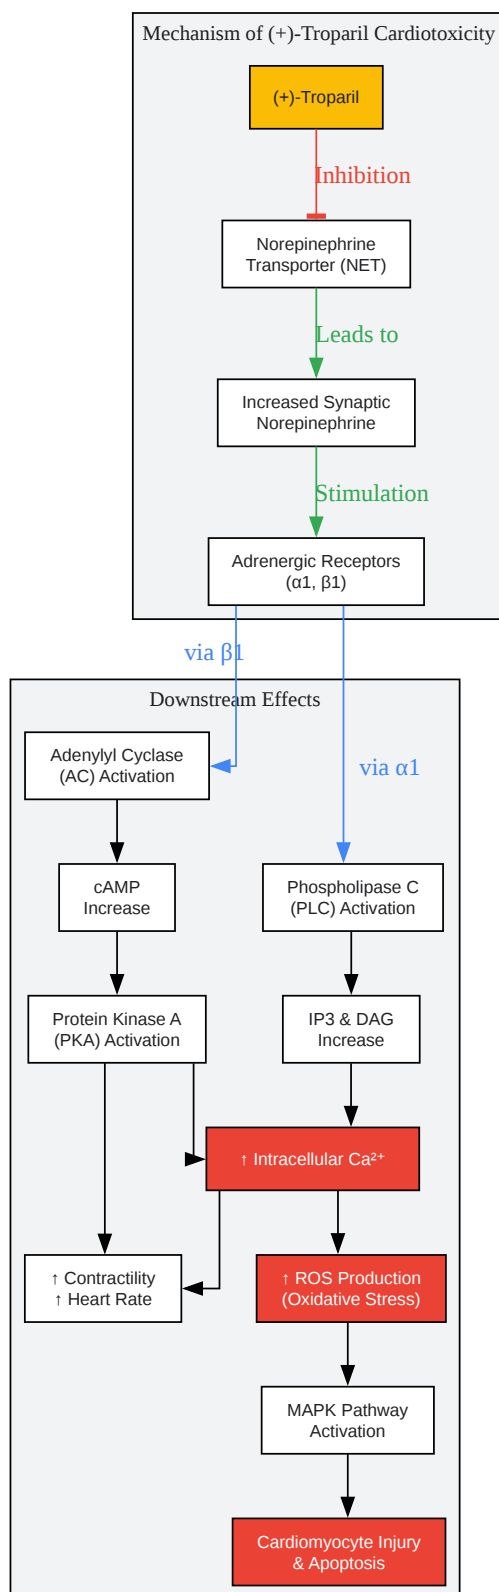 Mechanism of (+)-Troparil Cardiotoxicity
(+)-Troparil
Inhibition
Norepinephrine
Transporter (NET)
Leads to
Increased Synaptic
Norepinephrine
Stimulation
Adrenergic Receptors
(α1, β1)
via β1
Downstream Effects
Adenylyl Cyclase
(AC) Activation
via α1
cAMP
Increase
Phospholipase C
(PLC) Activation
Protein Kinase A
(PKA) Activation
IP3 & DAG
Increase
↑ Intracellular Ca²⁺
↑ Contractility
↑ Heart Rate
↑ ROS Production
(Oxidative Stress)
MAPK Pathway
Activation
Cardiomyocyte Injury
& Apoptosis